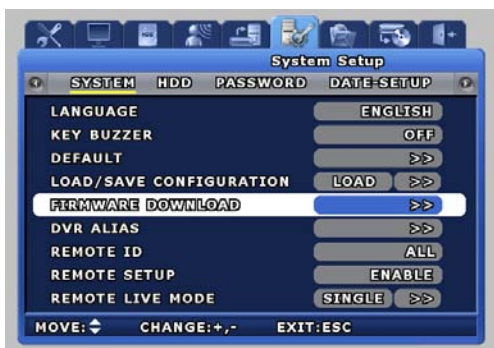 System Setup
SYSTEM HDD PASSWORD DATE-SETUP
LANGUAGE ENGLISH
KEY BUZZER OFF
DEFAULT >>
LOAD/SAVE CONFIGURATION LOAD >>
FIRMWARE DOWNLOAD >>
DVR ALIAS >>
REMOTE ID ALL
REMOTE SETUP ENABLE
REMOTE LIVE MODE SINGLE >>
MOVE: CHANGE:+,- EXIT:ESC